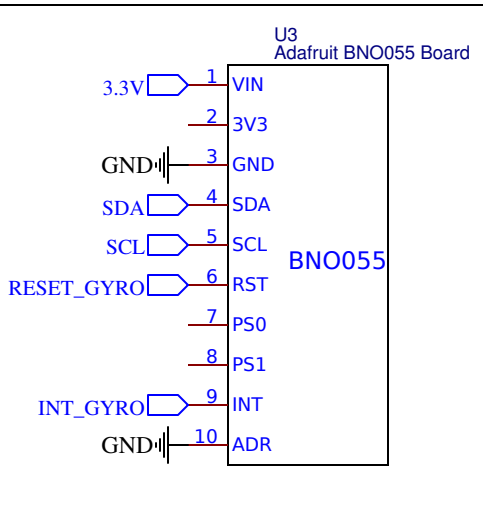 U3
Adafruit BNO055 Board
3.3V 1 VIN
2 3V3
GND 3 GND
SDA 4 SDA
SCL 5 SCL
BNO055
RESET_GYRO 6 RST
7 PS0
8 PS1
INT_GYRO 9 INT
GND 10 ADR